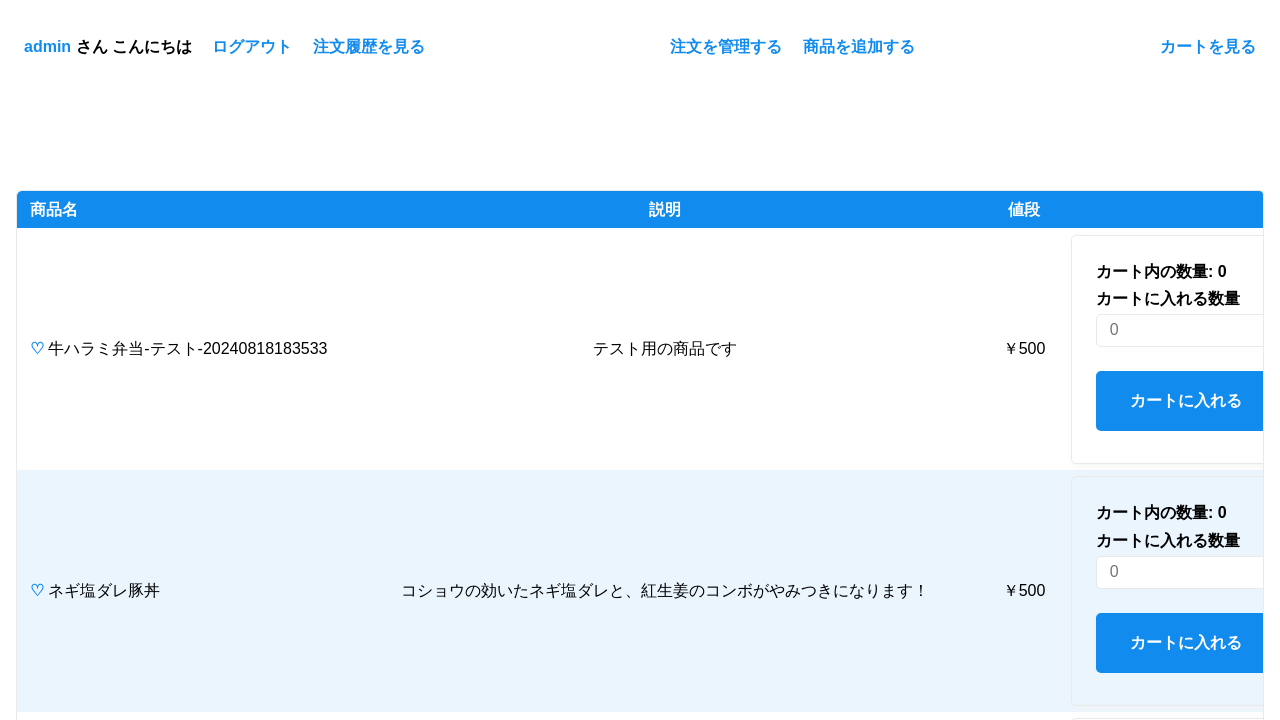 admin さん こんにちは ログアウト 注文履歴を見る 注文を管理する 商品を追加する カートを見る
商品名 説明 値段
カート内の数量: 0
カートに入れる数量
0
♡ 牛ハラミ弁当-テスト-20240818183533 テスト用の商品です ￥500
カートに入れる
カート内の数量: 0
カートに入れる数量
0
♡ ネギ塩ダレ豚丼 コショウの効いたネギ塩ダレと、紅生姜のコンボがやみつきになります！ ￥500
カートに入れる